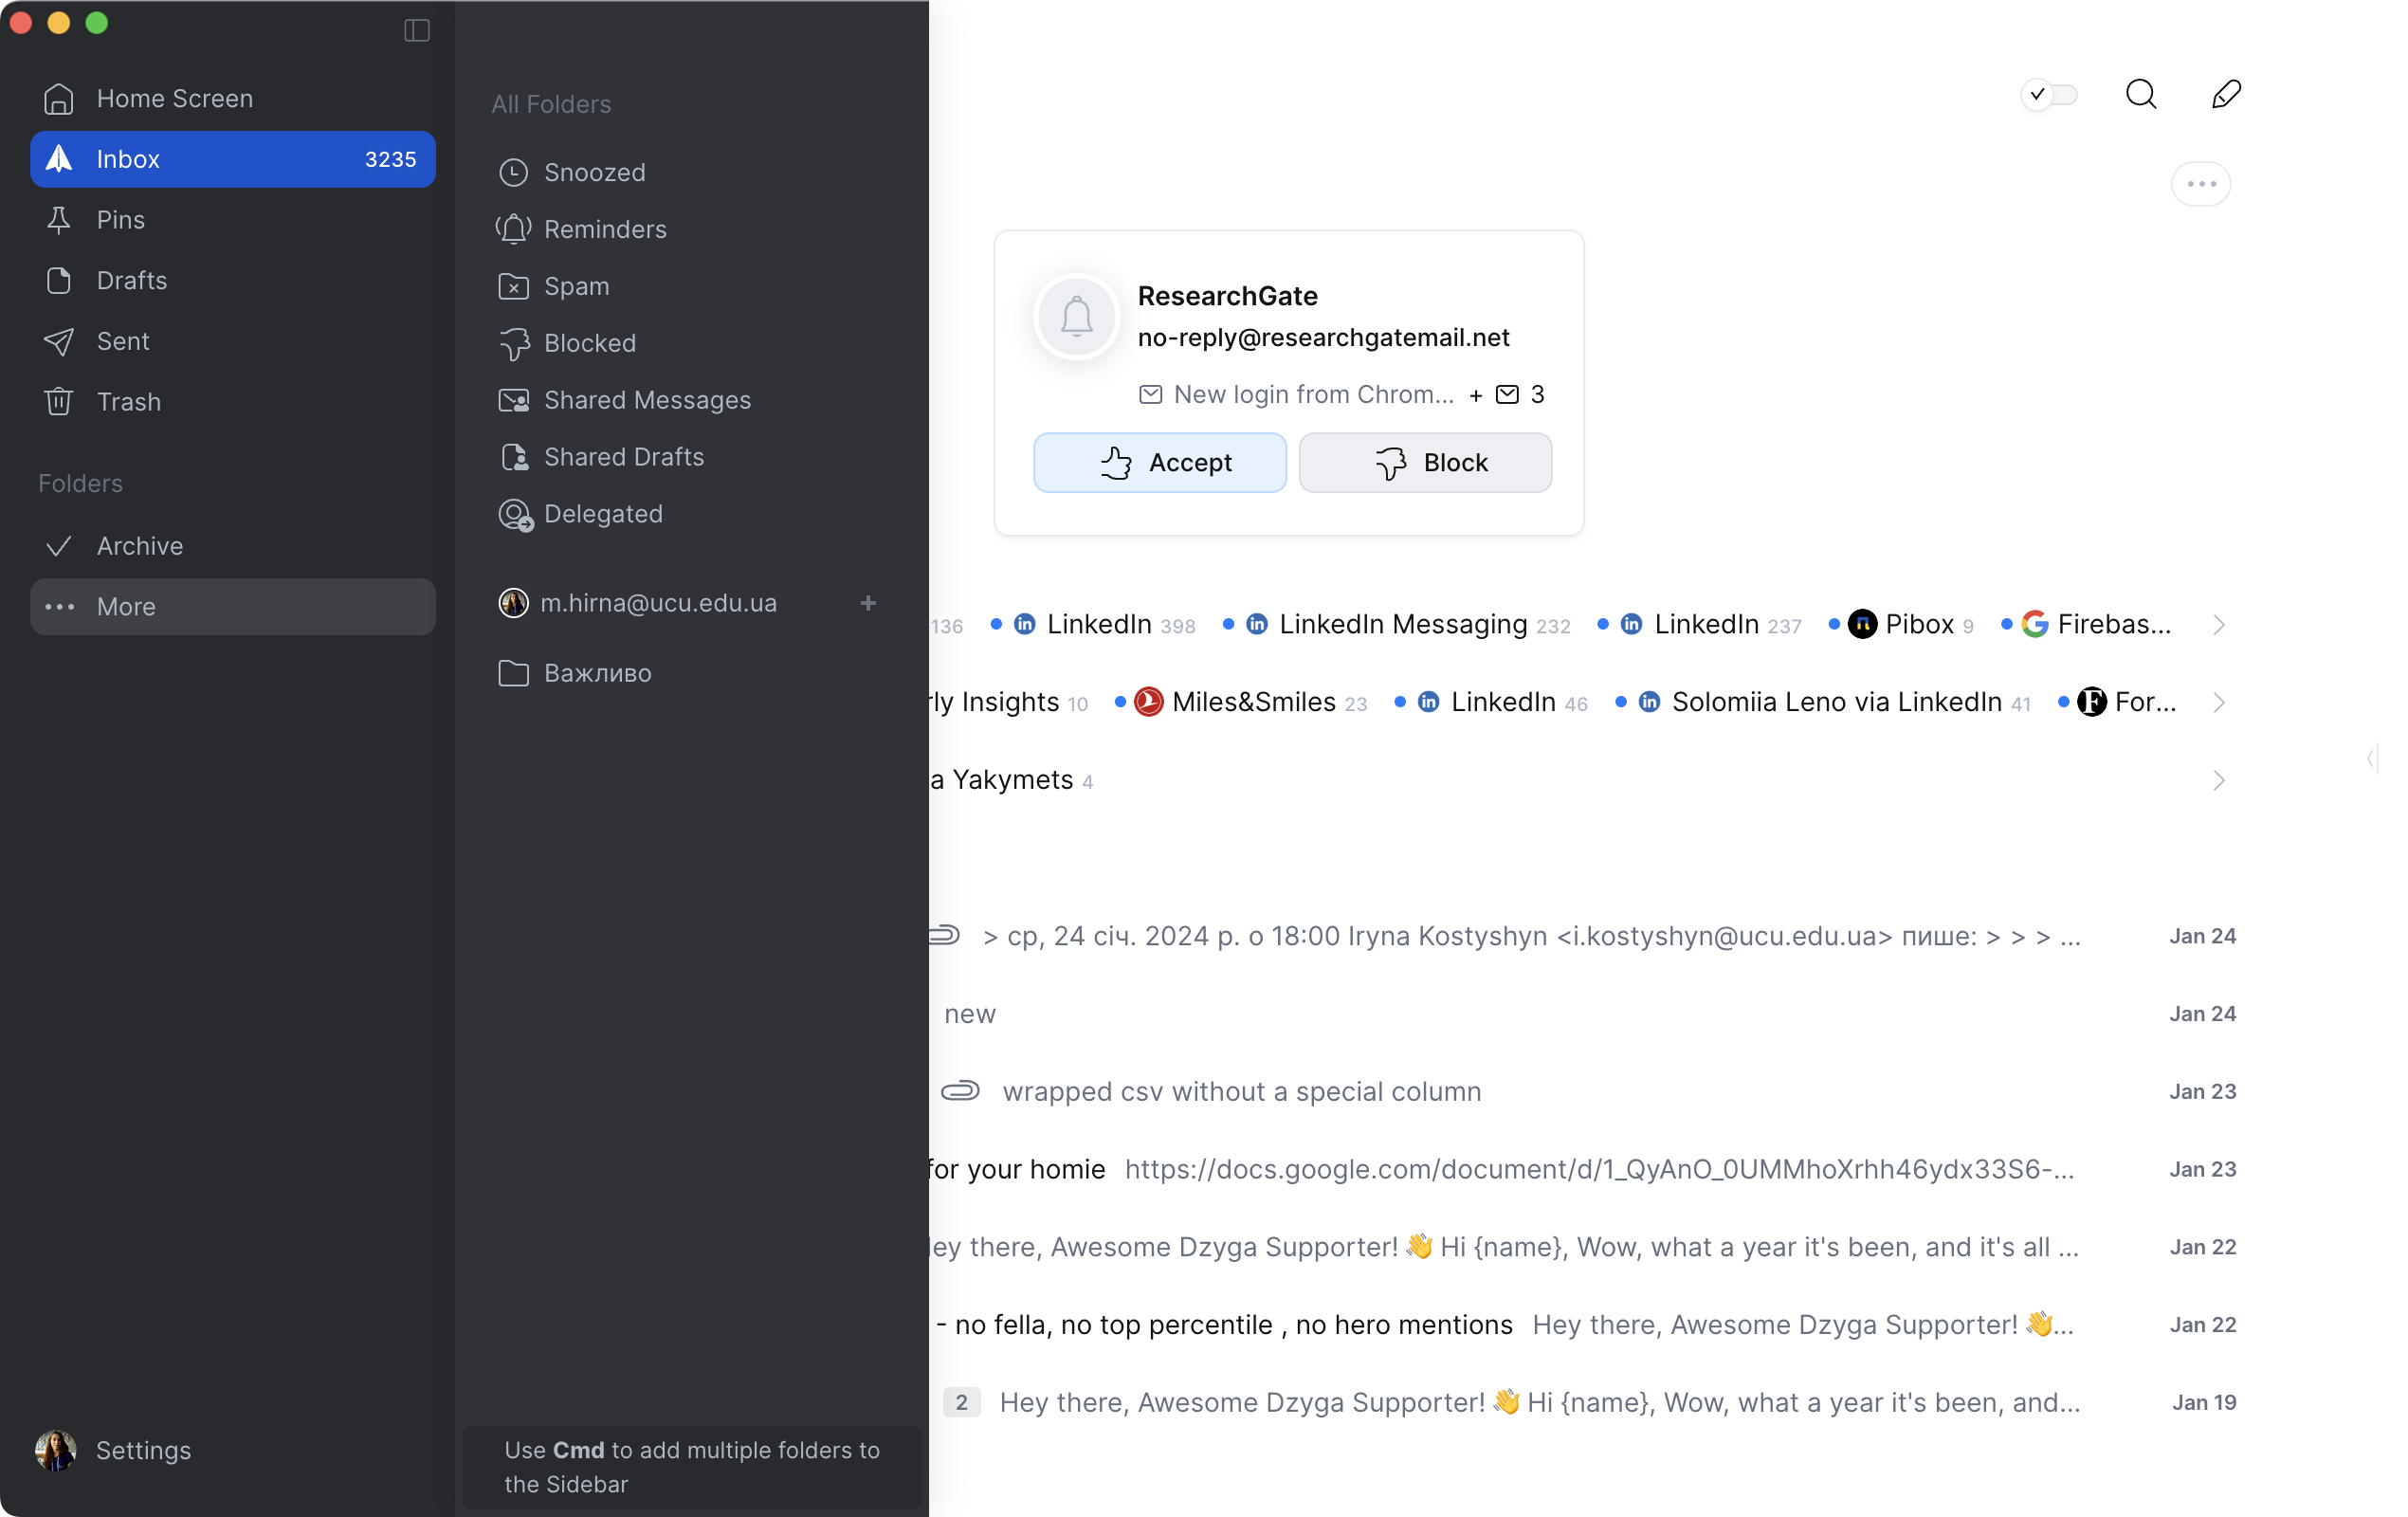 Home Screen
Inbox 3235
Pins
Drafts
Sent
Trash
Folders
Archive
More
Settings
All Folders
Snoozed
Reminders
Spam
Blocked
Shared Messages
Shared Drafts
Delegated
m.hirna@ucu.edu.ua +
Важливо
Use Cmd to add multiple folders to
the Sidebar
ResearchGate
no-reply@researchgatemail.net
New login from Chrom... + 3
Accept Block
136 LinkedIn 398 LinkedIn Messaging 232 LinkedIn 237 Pibox 9 Firebas...
rly Insights 10 Miles&Smiles 23 LinkedIn 46 Solomiia Leno via LinkedIn 41 For...
a Yakymets 4
> ср, 24 січ. 2024 р. о 18:00 Iryna Kostyshyn <i.kostyshyn@ucu.edu.ua> пише: > > > ... Jan 24
new Jan 24
wrapped csv without a special column Jan 23
for your homie https://docs.google.com/document/d/1_QyAnO_0UMMhoXrhh46ydx33S6-... Jan 23
ey there, Awesome Dzyga Supporter! 👋 Hi {name}, Wow, what a year it's been, and it's all ... Jan 22
- no fella, no top percentile , no hero mentions Hey there, Awesome Dzyga Supporter! 👋... Jan 22
2 Hey there, Awesome Dzyga Supporter! 👋 Hi {name}, Wow, what a year it's been, and... Jan 19